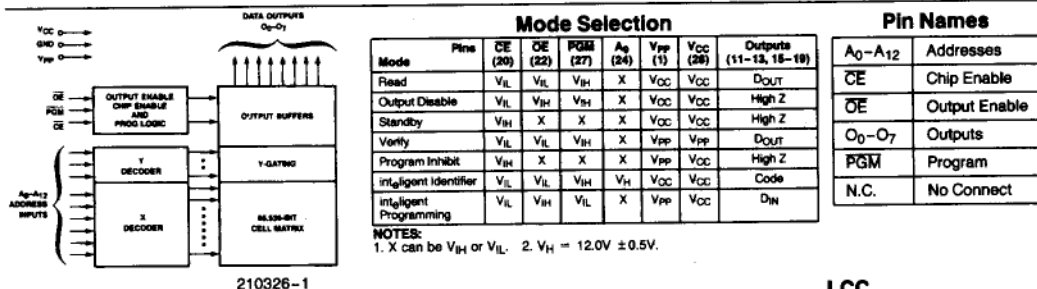 VCC
GND
VPP
DATA OUTPUTS
O0–O7
OE
PGM
CE
OUTPUT ENABLE
CHIP ENABLE
AND
PROG LOGIC
OUTPUT BUFFERS
A0–A12
ADDRESS
INPUTS
Y
DECODER
Y-GATING
X
DECODER
65,536-BIT
CELL MATRIX
210326–1
Mode Selection
Pins Mode CE (20) OE (22) PGM (27) A9 (24) VPP (1) VCC (28) Outputs (11–13, 15–19)
Read VIL VIL VIH X VCC VCC DOUT
Output Disable VIL VIH VIH X VCC VCC High Z
Standby VIH X X X VCC VCC High Z
Verify VIL VIL VIH X VPP VPP DOUT
Program Inhibit VIH X X X VPP VCC High Z
inteligent Identifier VIL VIL VIH VH VCC VCC Code
inteligent Programming VIL VIH VIL X VPP VCC DIN
NOTES:
1. X can be VIH or VIL. 2. VH = 12.0V ±0.5V.
Pin Names
A0–A12 Addresses
CE Chip Enable
OE Output Enable
O0–O7 Outputs
PGM Program
N.C. No Connect
LCC